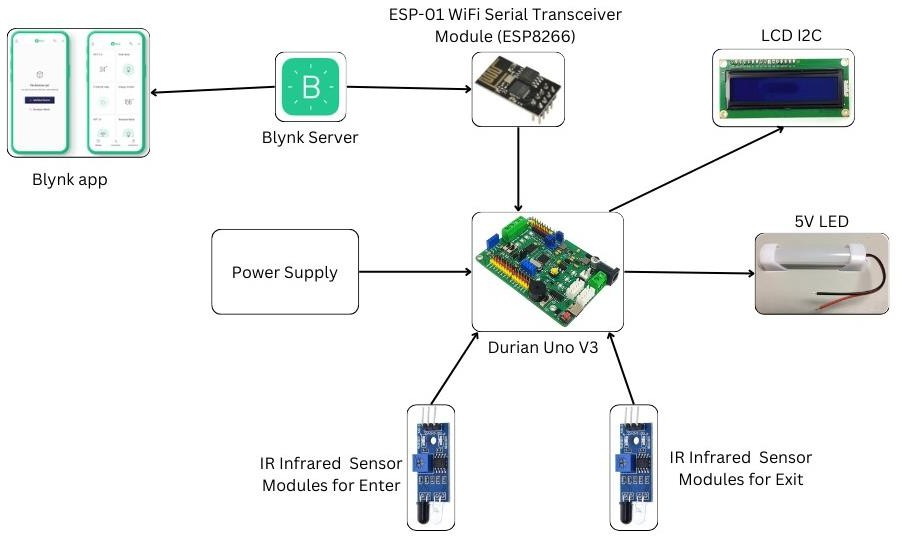 ESP-01 WiFi Serial Transceiver
Module (ESP8266)
LCD I2C
B
Blynk Server
Blynk app
5V LED
Power Supply
Durian Uno V3
IR Infrared  Sensor
Modules for Enter
IR Infrared  Sensor
Modules for Exit